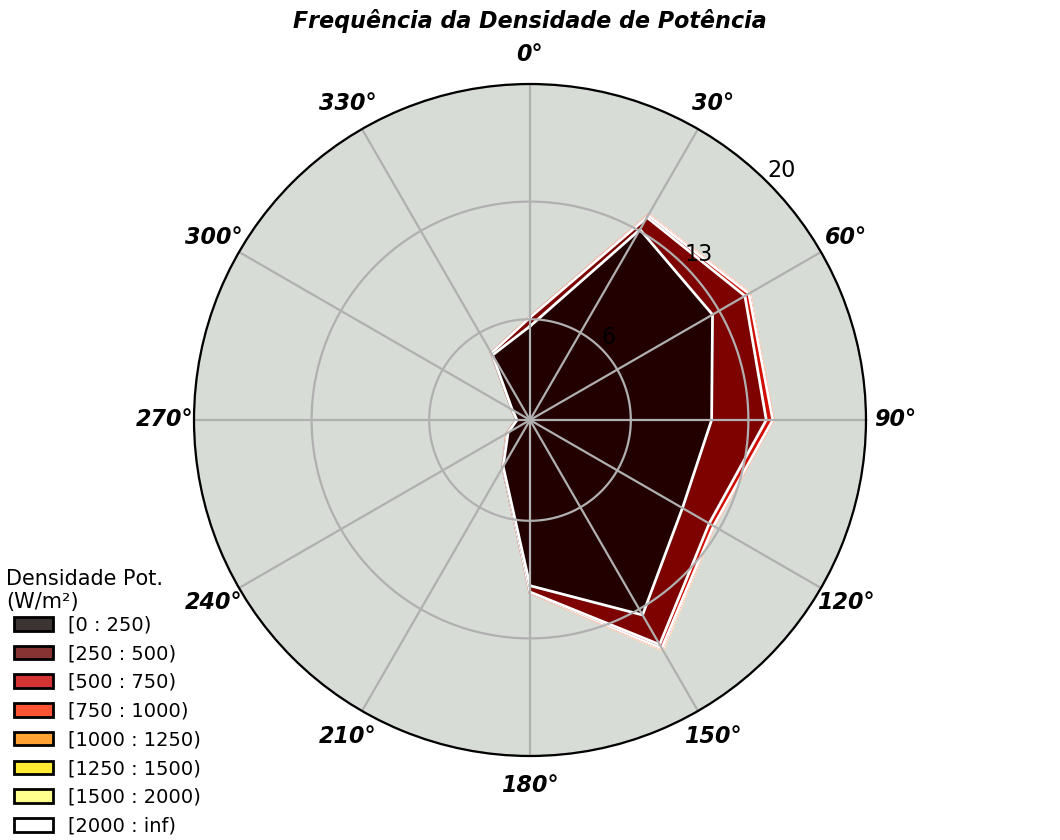 Frequência da Densidade de Potência
0°
330°
30°
20
300°
60°
13
6
270°
90°
240°
120°
210°
150°
180°
Densidade Pot.
(W/m²)
[0 : 250)
[250 : 500)
[500 : 750)
[750 : 1000)
[1000 : 1250)
[1250 : 1500)
[1500 : 2000)
[2000 : inf)